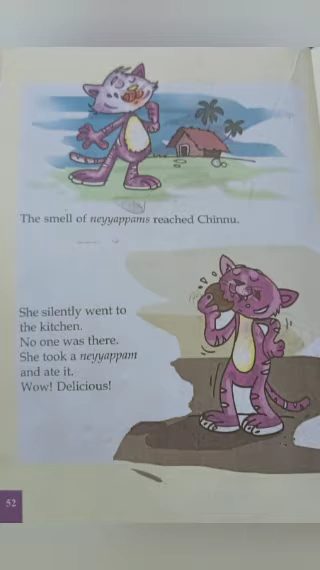 The smell of neyyappams reached Chinnu.
She silently went to
the kitchen.
No one was there.
She took a neyyappam
and ate it.
Wow! Delicious!
52